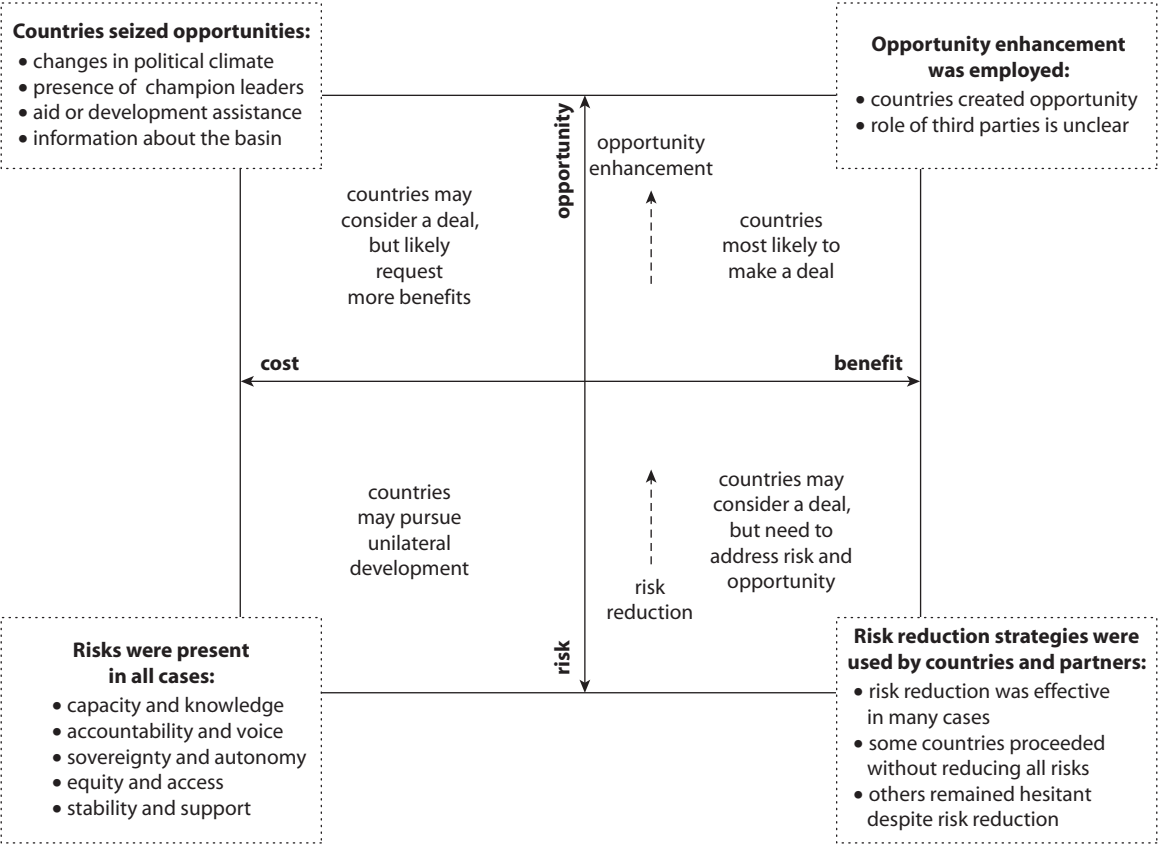 Countries seized opportunities:
• changes in political climate
• presence of champion leaders
• aid or development assistance
• information about the basin
Opportunity enhancement
was employed:
• countries created opportunity
• role of third parties is unclear
opportunity
opportunity
enhancement
countries may
consider a deal,
but likely
request
more benefits
countries
most likely to
make a deal
cost
benefit
countries
may pursue
unilateral
development
countries may
consider a deal,
but need to
address risk and
opportunity
risk
reduction
risk
Risks were present
in all cases:
• capacity and knowledge
• accountability and voice
• sovereignty and autonomy
• equity and access
• stability and support
Risk reduction strategies were
used by countries and partners:
• risk reduction was effective
in many cases
• some countries proceeded
without reducing all risks
• others remained hesitant
despite risk reduction